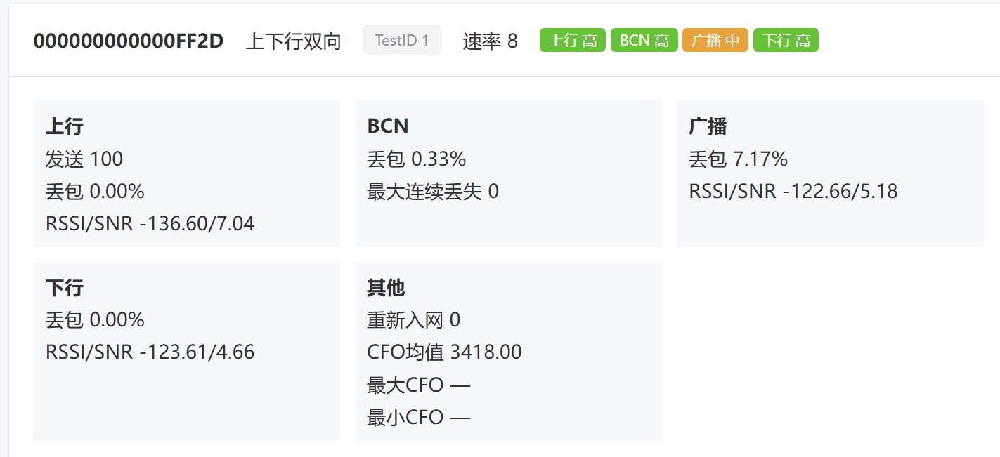 000000000000FF2D 上下行双向 TestID 1 速率 8 上行 高 BCN 高 广播 中 下行 高
上行
发送 100
丢包 0.00%
RSSI/SNR -136.60/7.04
BCN
丢包 0.33%
最大连续丢失 0
广播
丢包 7.17%
RSSI/SNR -122.66/5.18
下行
丢包 0.00%
RSSI/SNR -123.61/4.66
其他
重新入网 0
CFO均值 3418.00
最大CFO —
最小CFO —